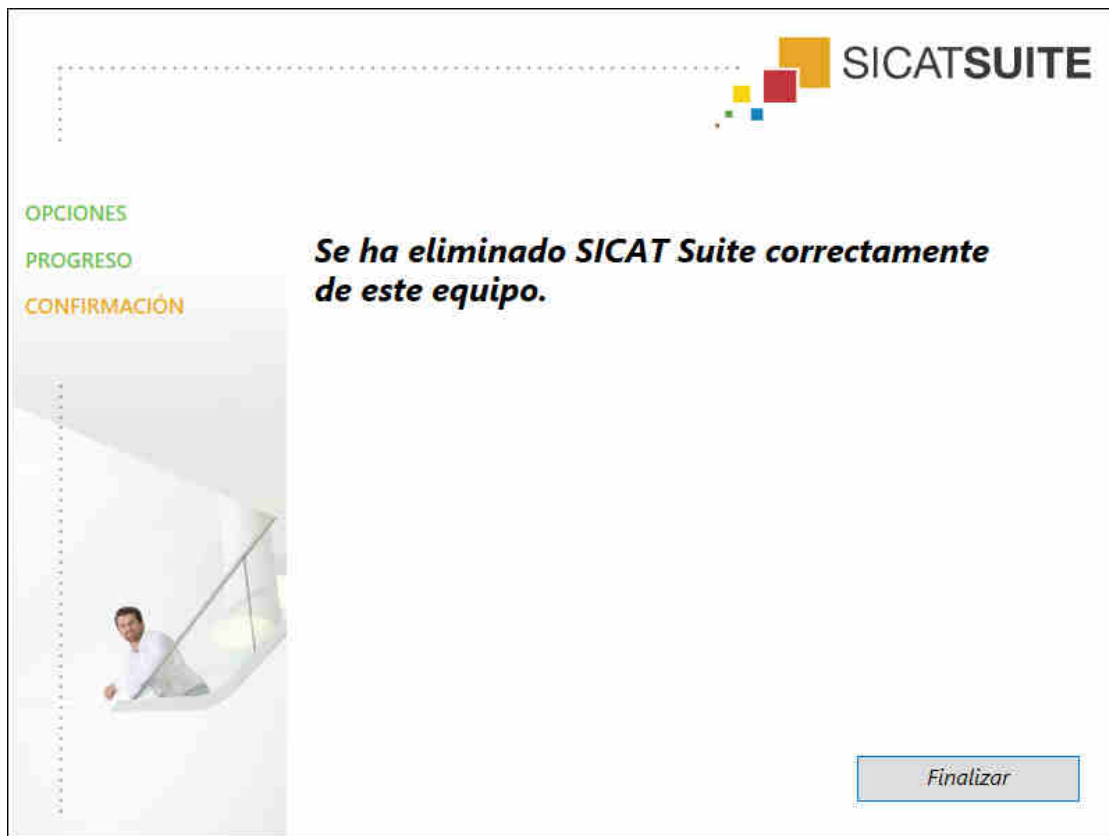 SICATSUITE
OPCIONES
PROGRESO
CONFIRMACIÓN
Se ha eliminado SICAT Suite correctamente
de este equipo.
Finalizar